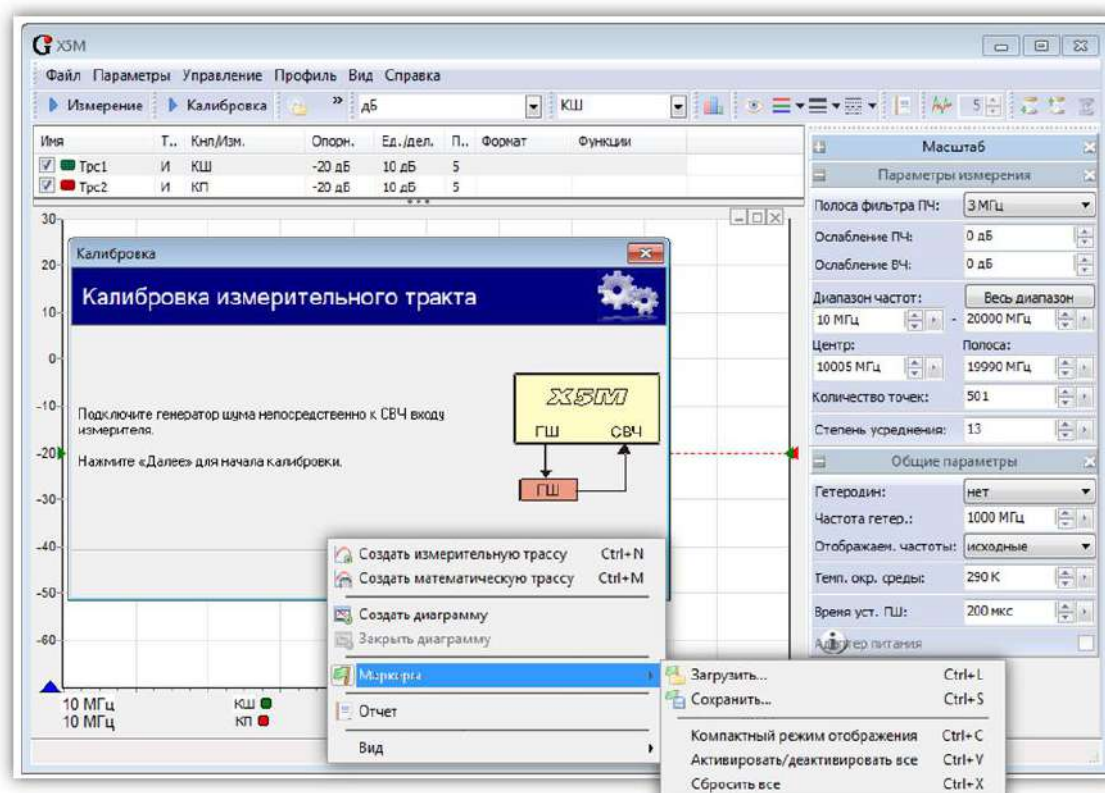 X5M
Файл Параметры Управление Профиль Вид Справка
Измерение Калибровка » дБ КШ 5
Имя Т.. Кнп/Изм. Опорн. Ед./дел. П.. Формат Функции
Трс1 И КШ -20 дБ 10 дБ 5
Трс2 И КП -20 дБ 10 дБ 5
30
20
10
0
-10
-20
-30
-40
-50
-60
Калибровка
Калибровка измерительного тракта
Подключите генератор шума непосредственно к СВЧ входу
измерителя.
Нажмите «Далее» для начала калибровки.
X5M
ГШ СВЧ
ГШ
Создать измерительную трассу Ctrl+N
Создать математическую трассу Ctrl+M
Создать диаграмму
Закрыть диаграмму
Маркеры
Отчет
Вид
Загрузить... Ctrl+L
Сохранить... Ctrl+S
Компактный режим отображения Ctrl+C
Активировать/деактивировать все Ctrl+V
Сбросить все Ctrl+X
10 МГц КШ
10 МГц КП
Масштаб
Параметры измерения
Полоса фильтра ПЧ: 3 МГц
Ослабление ПЧ: 0 дБ
Ослабление ВЧ: 0 дБ
Диапазон частот: Весь диапазон
10 МГц - 20000 МГц
Центр: Полоса:
10005 МГц 19990 МГц
Количество точек: 501
Степень усреднения: 13
Общие параметры
Гетеродин: нет
Частота гетер.: 1000 МГц
Отображаем. частоты: исходные
Темп. окр. среды: 290 К
Время уст. ГШ: 200 мкс
Адаптер питания